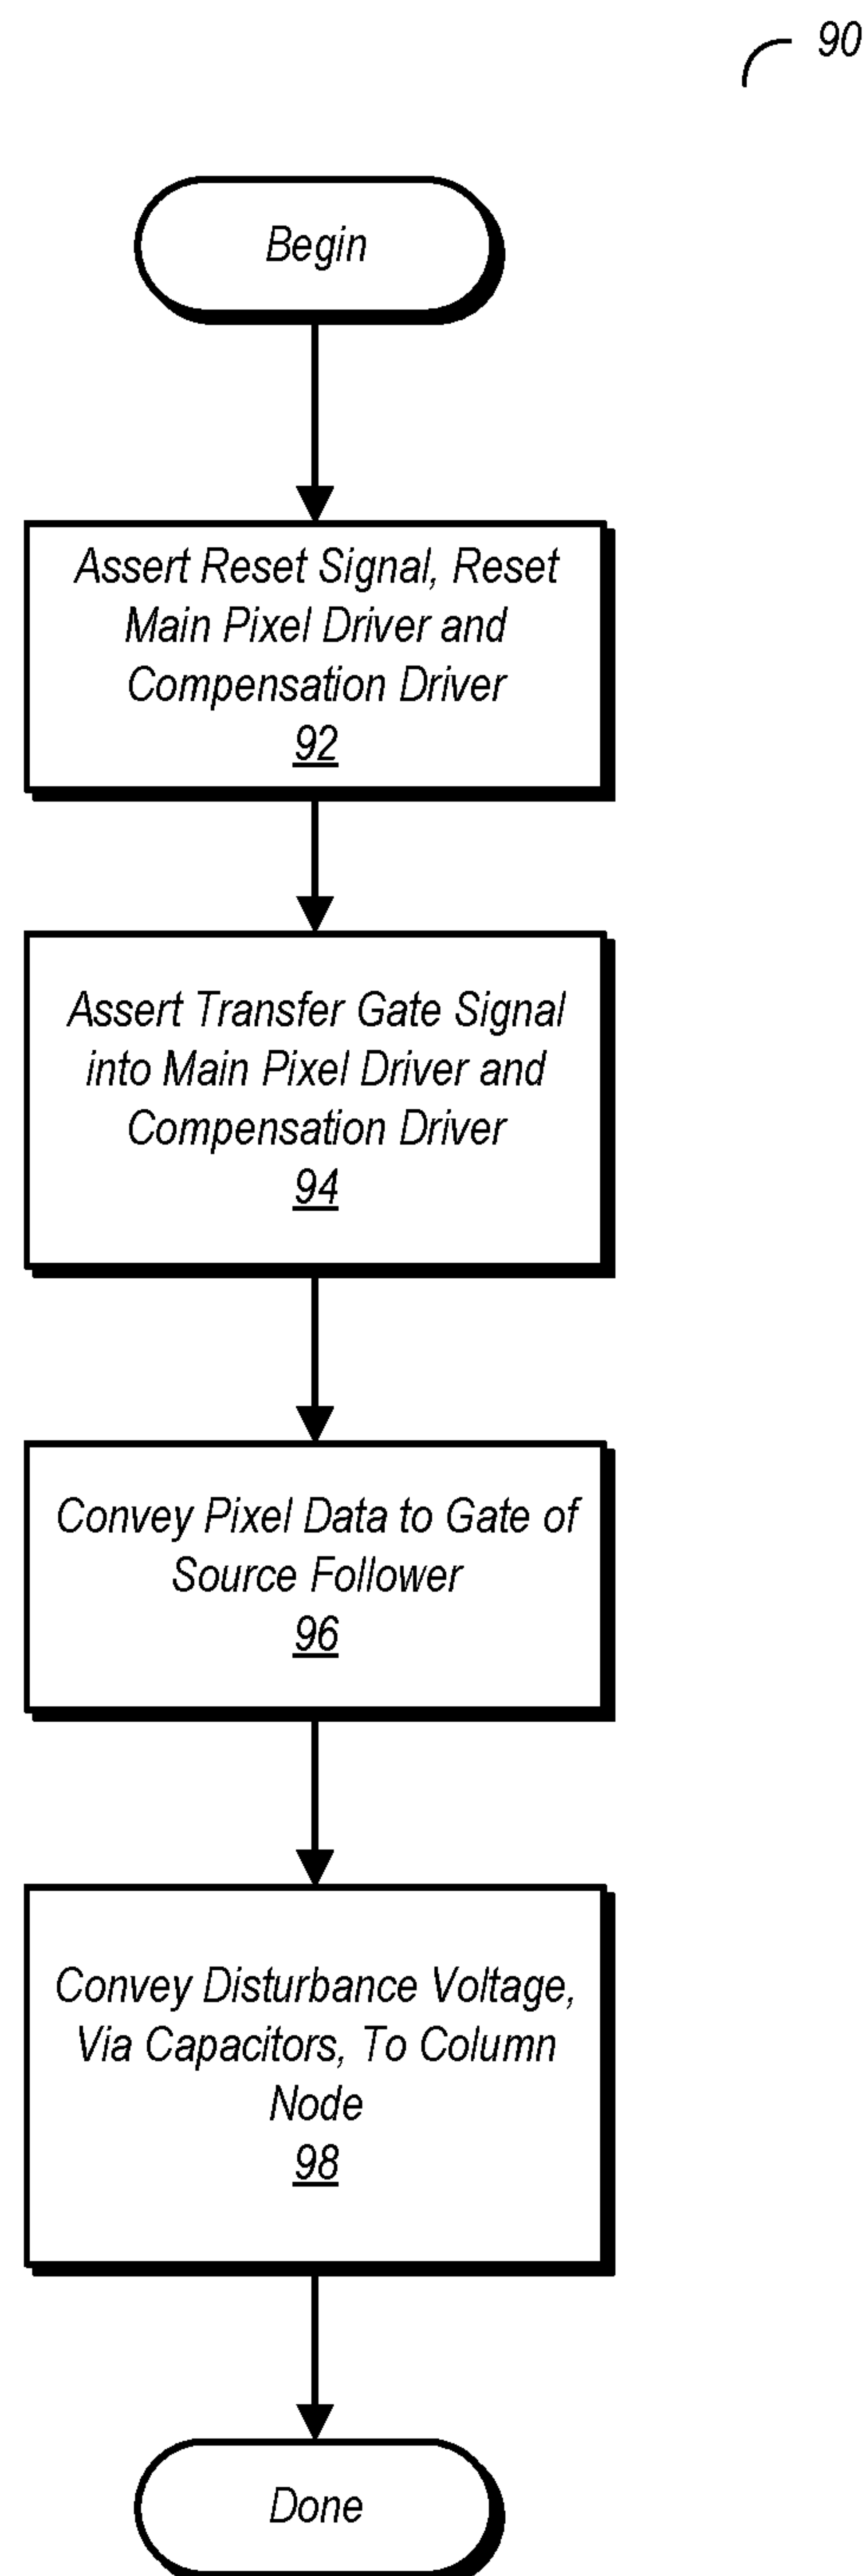 90
Begin
Assert Reset Signal, Reset
Main Pixel Driver and
Compensation Driver
92
Assert Transfer Gate Signal
into Main Pixel Driver and
Compensation Driver
94
Convey Pixel Data to Gate of
Source Follower
96
Convey Disturbance Voltage,
Via Capacitors, To Column
Node
98
Done